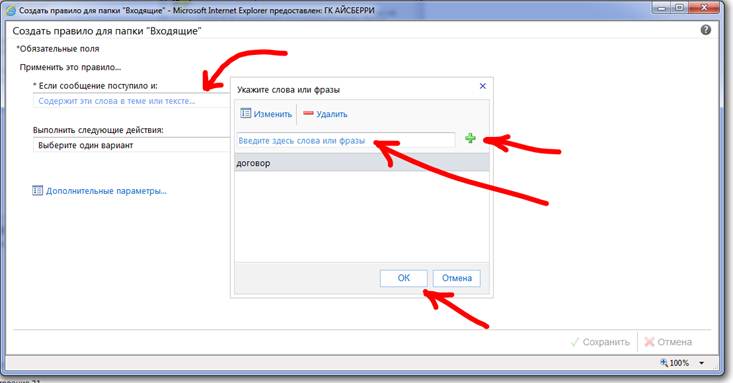 Создать правило для папки "Входящие" - Microsoft Internet Explorer предоставлен: ГК АЙСБЕРРИ
Создать правило для папки "Входящие"
*Обязательные поля
Применить это правило...
* Если сообщение поступило и:
Содержит эти слова в теме или тексте...
Выполнить следующие действия:
Выберите один вариант
Дополнительные параметры...
Укажите слова или фразы
Изменить Удалить
Введите здесь слова или фразы
договор
ОК Отмена
Сохранить Отмена
100%